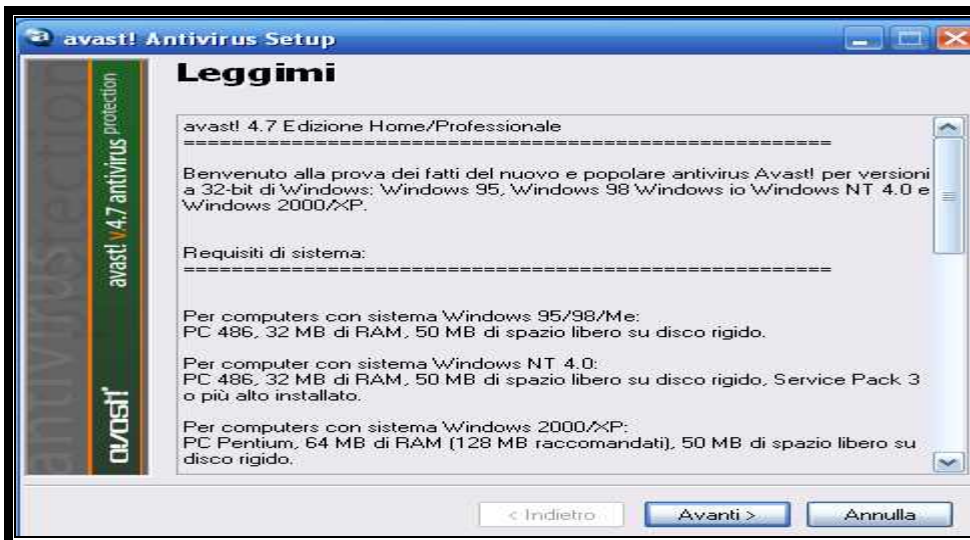 avast! Antivirus Setup
antivirus protection
avast! v.4.7 antivirus protection
avast!
Leggimi
avast! 4.7 Edizione Home/Professionale
======================================================
Benvenuto alla prova dei fatti del nuovo e popolare antivirus Avast! per versioni
a 32-bit di Windows: Windows 95, Windows 98 Windows io Windows NT 4.0 e
Windows 2000/XP.
Requisiti di sistema:
======================================================
Per computers con sistema Windows 95/98/Me:
PC 486, 32 MB di RAM, 50 MB di spazio libero su disco rigido.
Per computer con sistema Windows NT 4.0:
PC 486, 32 MB di RAM, 50 MB di spazio libero su disco rigido, Service Pack 3
o più alto installato.
Per computers con sistema Windows 2000/XP:
PC Pentium, 64 MB di RAM (128 MB raccomandati), 50 MB di spazio libero su
disco rigido.
< Indietro
Avanti >
Annulla